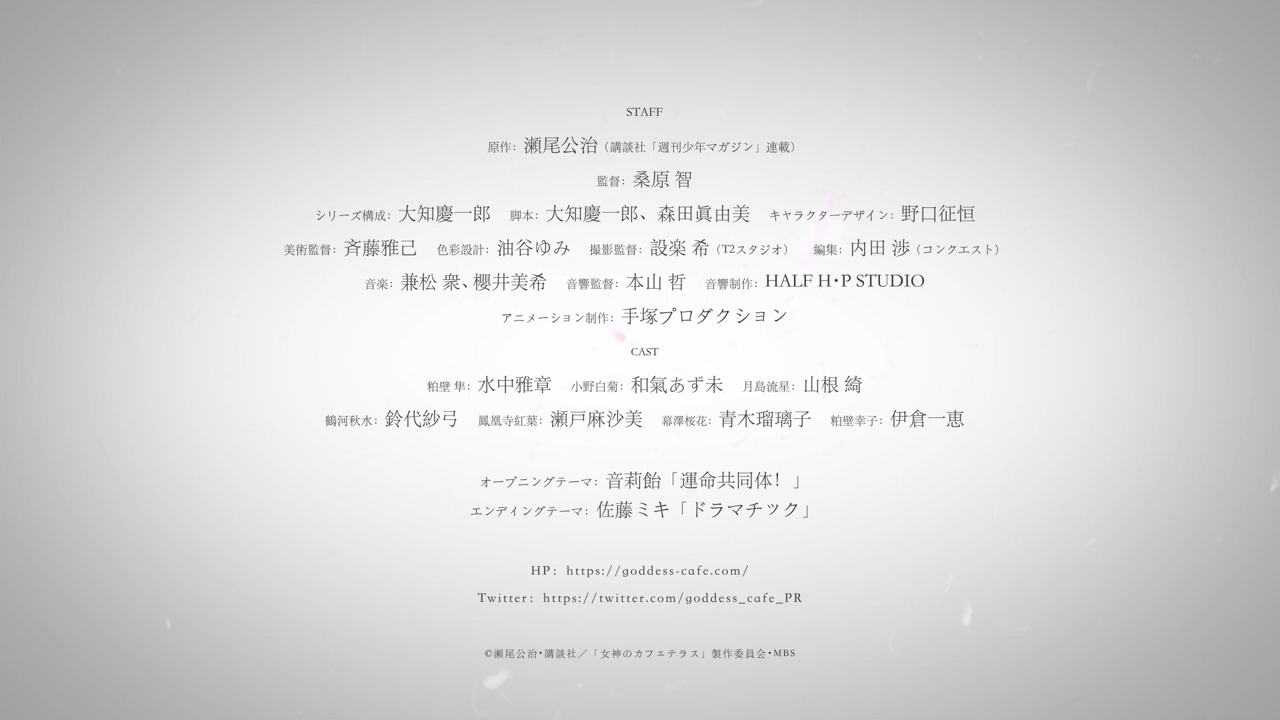 STAFF
原作: 瀬尾公治（講談社「週刊少年マガジン」連載）
監督: 桑原 智
シリーズ構成: 大知慶一郎　脚本: 大知慶一郎、森田眞由美　キャラクターデザイン: 野口征恒
美術監督: 斉藤雅己　色彩設計: 油谷ゆみ　撮影監督: 設楽 希（T2スタジオ）　編集: 内田 渉（コンクエスト）
音楽: 兼松 衆、櫻井美希　音響監督: 本山 哲　音響制作: HALF H・P STUDIO
アニメーション制作: 手塚プロダクション
CAST
粕壁 隼: 水中雅章　小野白菊: 和氣あず未　月島流星: 山根 綺
鶴河秋水: 鈴代紗弓　鳳凰寺紅葉: 瀬戸麻沙美　幕澤桜花: 青木瑠璃子　粕壁幸子: 伊倉一恵
オープニングテーマ: 音莉飴「運命共同体！」
エンディングテーマ: 佐藤ミキ「ドラマチック」
HP: https://goddess-cafe.com/
Twitter: https://twitter.com/goddess_cafe_PR
©瀬尾公治・講談社／「女神のカフェテラス」製作委員会・MBS